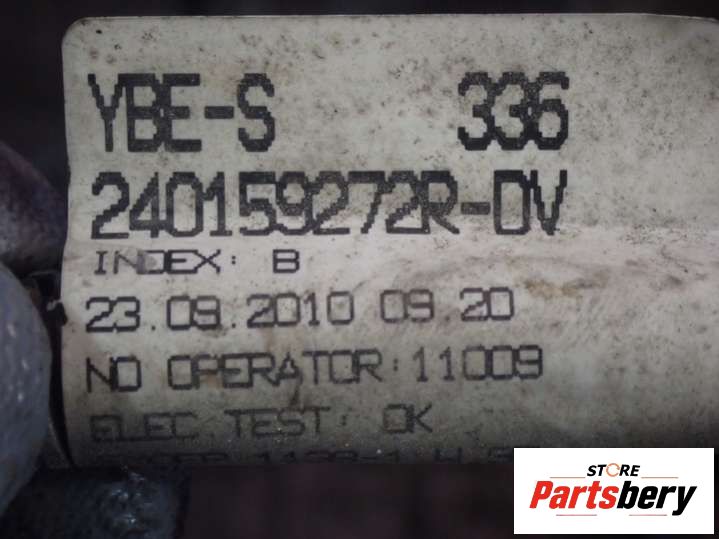 YBE-S 336
240159272R-DV
INDEX: B
23.09.2010 09.20
NO OPERATOR:11009
ELEC.TEST: OK
STORE
Partsbery